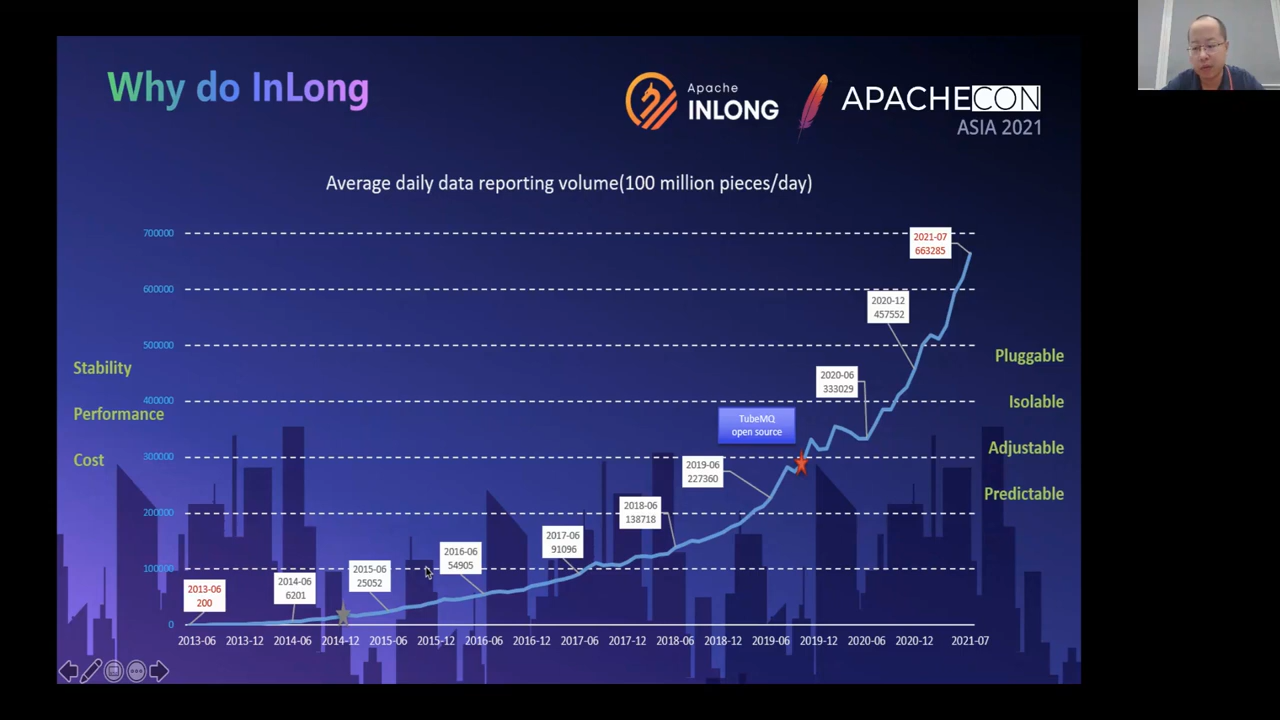 Why do InLong
Apache
INLONG
APACHECON
ASIA 2021
Average daily data reporting volume(100 million pieces/day)
700000
600000
500000
400000
300000
200000
100000
0
Stability
Performance
Cost
Pluggable
Isolable
Adjustable
Predictable
2013-06
200
2014-06
6201
2015-06
25052
2016-06
54905
2017-06
91096
2018-06
138718
2019-06
227360
TubeMQ
open source
2020-06
333029
2020-12
457552
2021-07
663285
2013-06 2013-12 2014-06 2014-12 2015-06 2015-12 2016-06 2016-12 2017-06 2017-12 2018-06 2018-12 2019-06 2019-12 2020-06 2020-12 2021-07